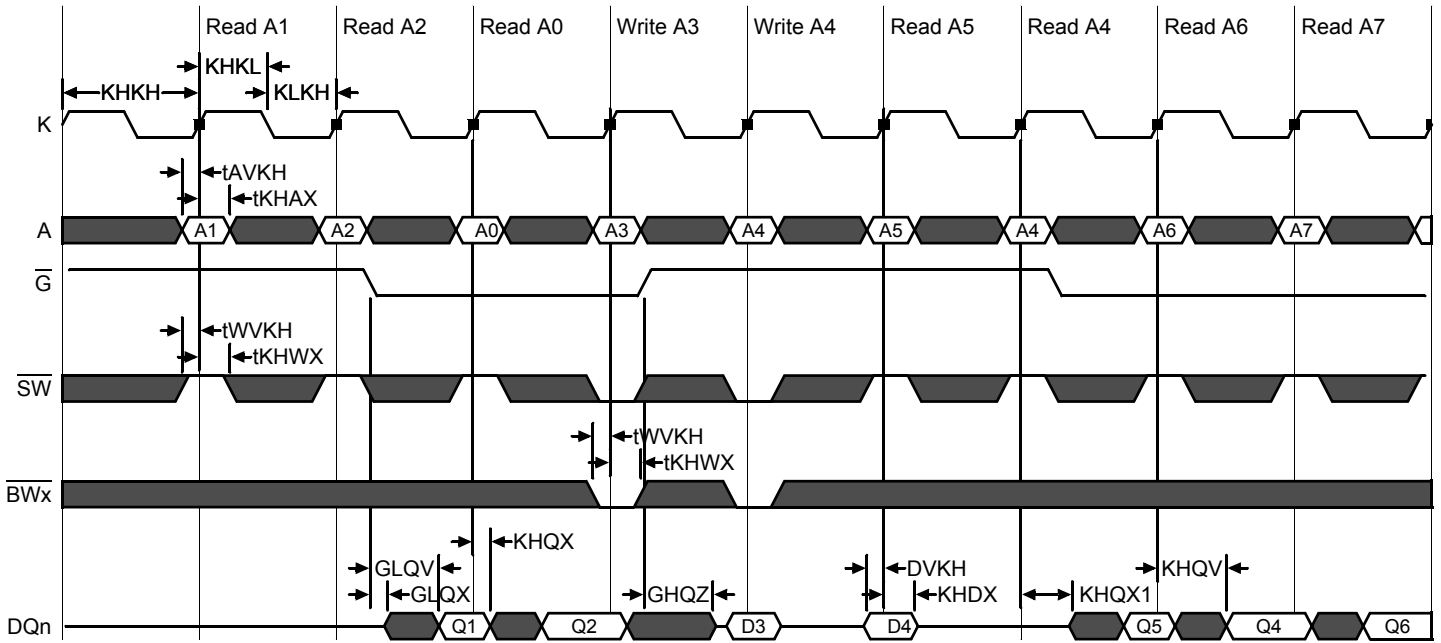 Read A1 Read A2 Read A0 Write A3 Write A4 Read A5 Read A4 Read A6 Read A7
KHKL
KHKH KLKH
K
tAVKH
tKHAX
A A1 A2 A0 A3 A4 A5 A4 A6 A7
G
tWVKH
tKHWX
SW
tWVKH
tKHWX
BWx
KHQX
GLQV DVKH KHQV
GLQX GHQZ KHDX KHQX1
DQn Q1 Q2 D3 D4 Q5 Q4 Q6